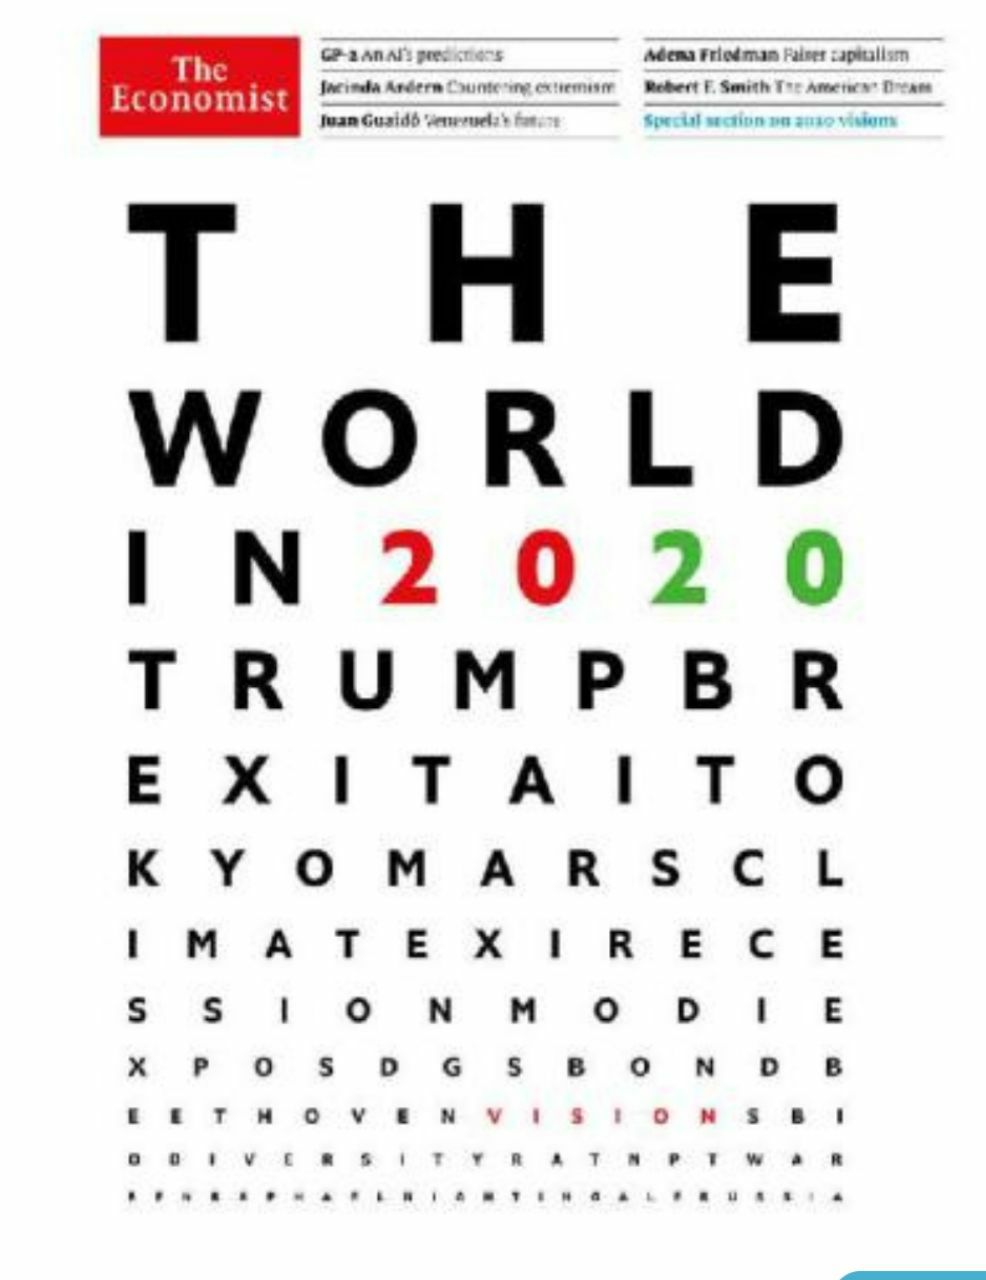 The
Economist
GP-2 An AI's predictions
Jacinda Ardern Countering extremism
Juan Guaidó Venezuela's future
Adena Friedman Fairer capitalism
Robert F. Smith The American Dream
Special section on 2020 visions
T H E
W O R L D
I N 2 0 2 0
T R U M P B R
E X I T A I T O
K Y O M A R S C L
I M A T E X I R E C E
S S I O N M O D I E
X P O S D G S B O N D B
E E T H O V E N V I S I O N S B I
O D I V E R S I T Y R A T N P T W A R